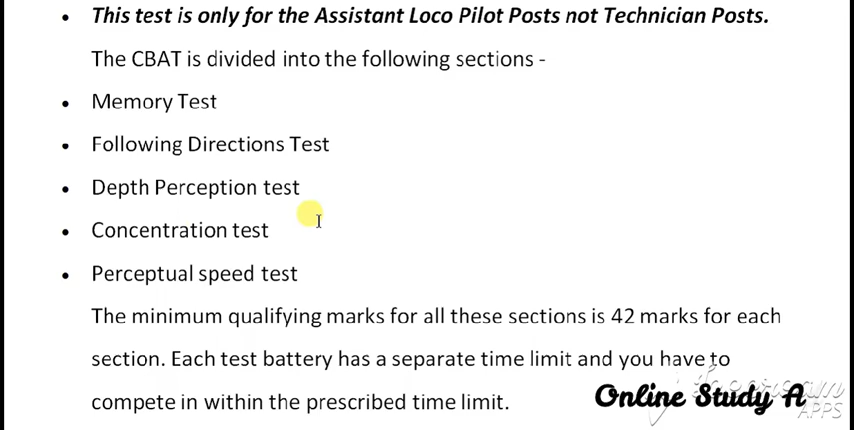 • This test is only for the Assistant Loco Pilot Posts not Technician Posts.
The CBAT is divided into the following sections -
• Memory Test
• Following Directions Test
• Depth Perception test
• Concentration test
• Perceptual speed test
The minimum qualifying marks for all these sections is 42 marks for each
section. Each test battery has a separate time limit and you have to
compete in within the prescribed time limit.
Online Study A
APPS